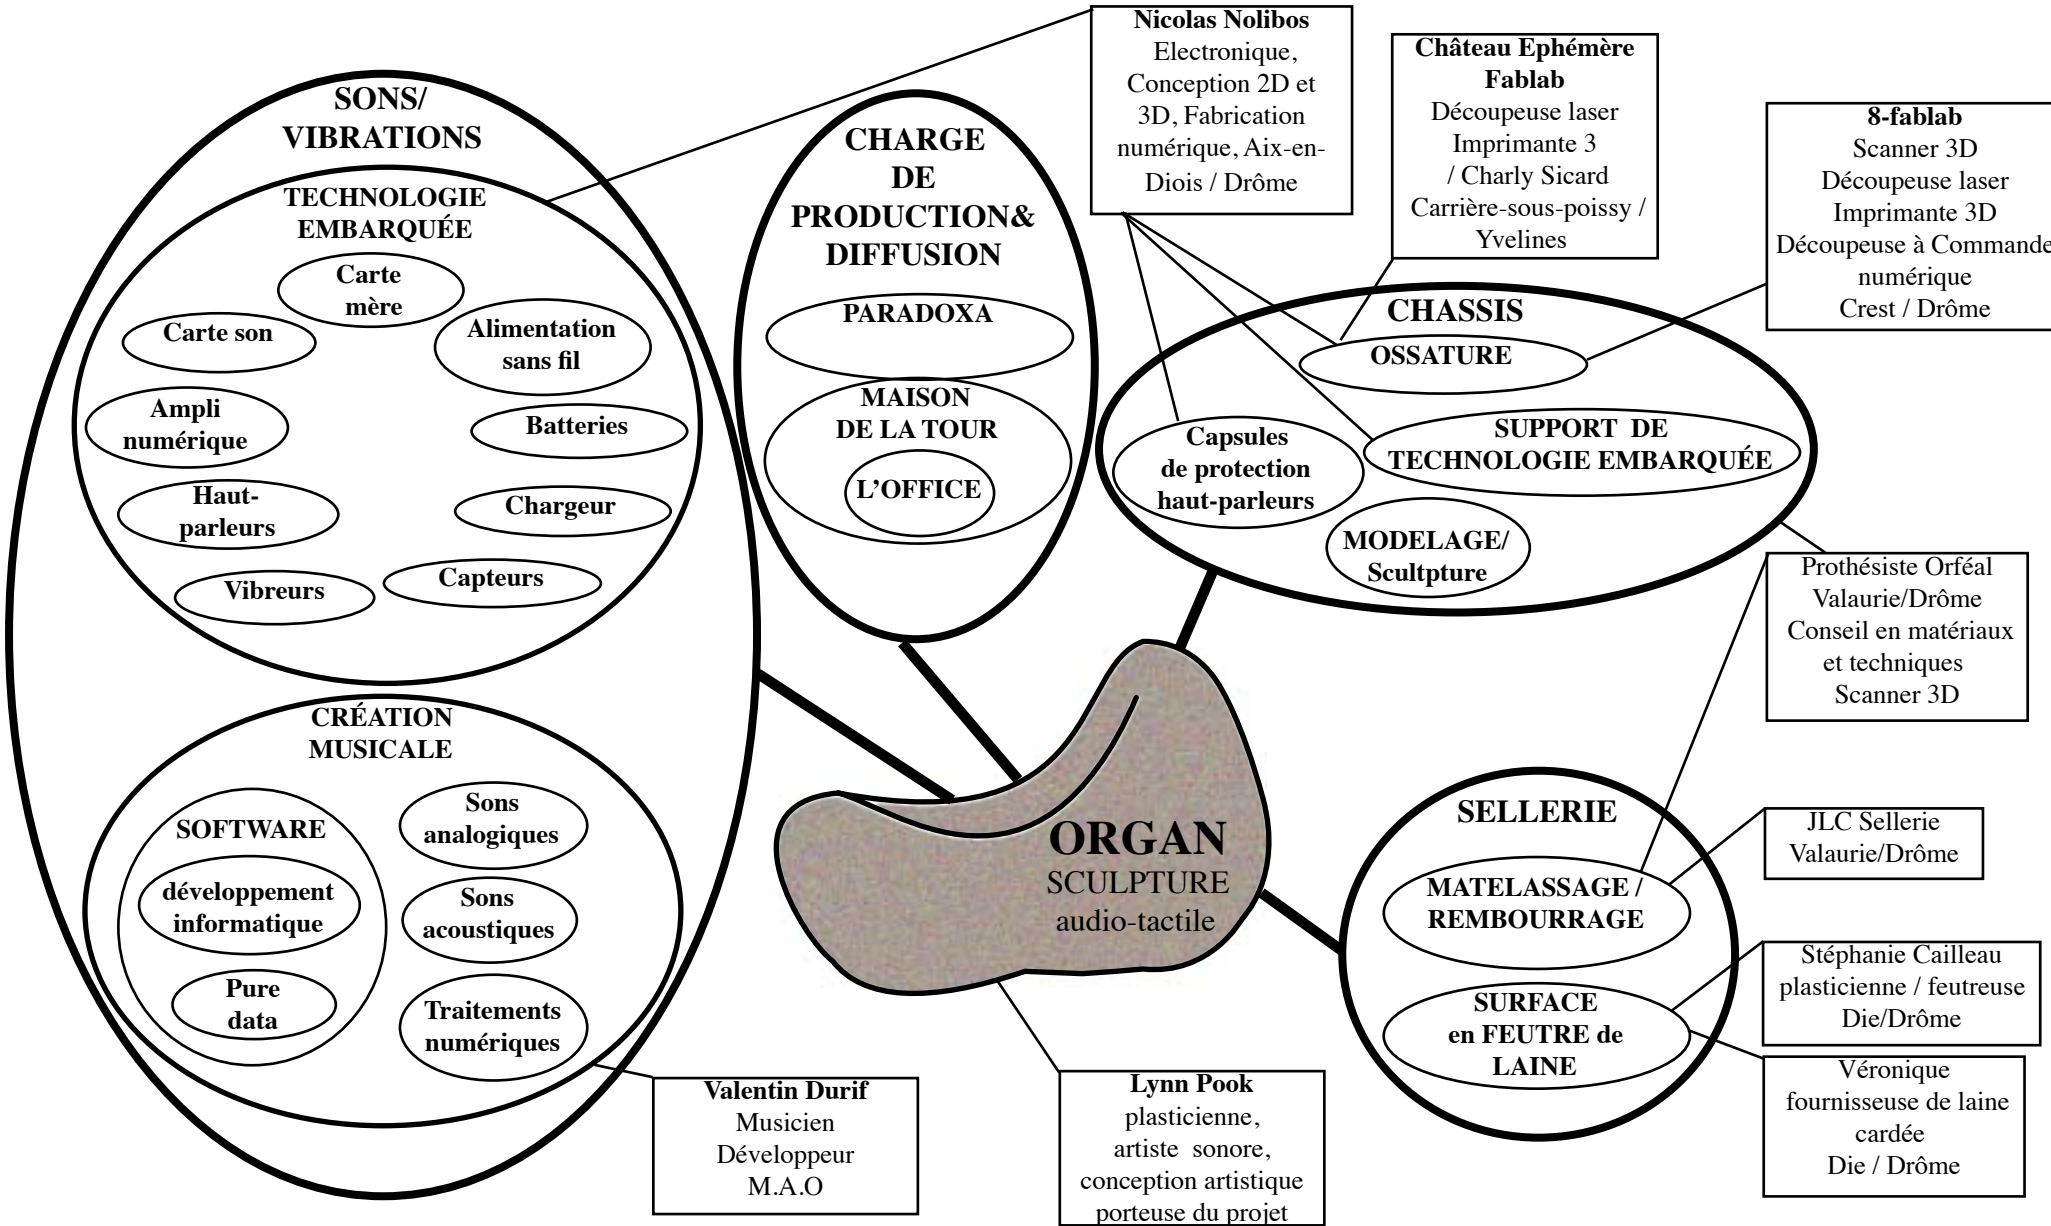 SONS/
VIBRATIONS
TECHNOLOGIE
EMBARQUÉE
Carte
mère
Carte son
Alimentation
sans fil
Ampli
numérique
Batteries
Haut-
parleurs
Chargeur
Vibreurs
Capteurs
CRÉATION
MUSICALE
SOFTWARE
développement
informatique
Pure
data
Sons
analogiques
Sons
acoustiques
Traitements
numériques
CHARGE
DE
PRODUCTION&
DIFFUSION
PARADOXA
MAISON
DE LA TOUR
L'OFFICE
Nicolas Nolibos
Electronique,
Conception 2D et
3D, Fabrication
numérique, Aix-en-
Diois / Drôme
Château Ephémère
Fablab
Découpeuse laser
Imprimante 3
/ Charly Sicard
Carrière-sous-poissy /
Yvelines
8-fablab
Scanner 3D
Découpeuse laser
Imprimante 3D
Découpeuse à Commande
numérique
Crest / Drôme
CHASSIS
OSSATURE
SUPPORT DE
TECHNOLOGIE EMBARQUÉE
Capsules
de protection
haut-parleurs
MODELAGE/
Scultpture
Prothésiste Orféal
Valaurie/Drôme
Conseil en matériaux
et techniques
Scanner 3D
ORGAN
SCULPTURE
audio-tactile
SELLERIE
MATELASSAGE /
REMBOURRAGE
SURFACE
en FEUTRE de
LAINE
JLC Sellerie
Valaurie/Drôme
Stéphanie Cailleau
plasticienne / feutreuse
Die/Drôme
Véronique
fournisseuse de laine
cardée
Die / Drôme
Valentin Durif
Musicien
Développeur
M.A.O
Lynn Pook
plasticienne,
artiste sonore,
conception artistique
porteuse du projet